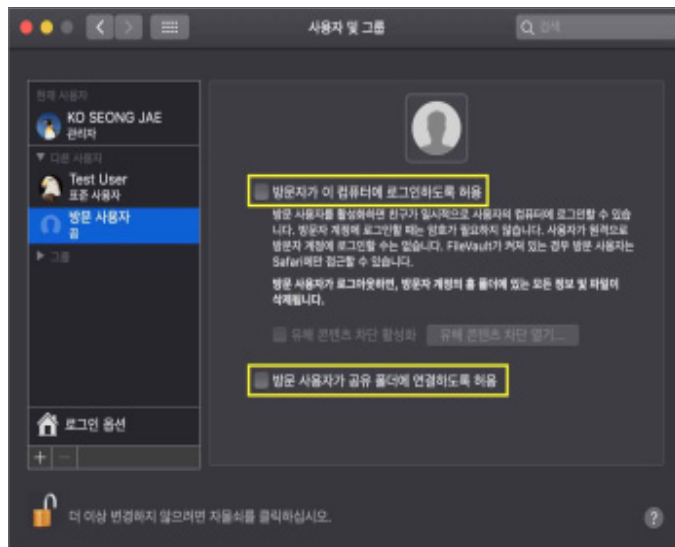 사용자 및 그룹
검색
현재 사용자
KO SEONG JAE
관리자
▼ 다른 사용자
Test User
표준 사용자
방문 사용자
끔
▶ 그룹
로그인 옵션
+ −
방문자가 이 컴퓨터에 로그인하도록 허용
방문 사용자를 활성화하면 친구가 일시적으로 사용자의 컴퓨터에 로그인할 수 있습
니다. 방문자 계정에 로그인할 때는 암호가 필요하지 않습니다. 사용자가 원격으로
방문자 계정에 로그인할 수는 없습니다. FileVault가 켜져 있는 경우 방문 사용자는
Safari에만 접근할 수 있습니다.
방문 사용자가 로그아웃하면, 방문자 계정의 홈 폴더에 있는 모든 정보 및 파일이
삭제됩니다.
유해 콘텐츠 차단 활성화
유해 콘텐츠 차단 열기...
방문 사용자가 공유 폴더에 연결하도록 허용
더 이상 변경하지 않으려면 자물쇠를 클릭하십시오.
?